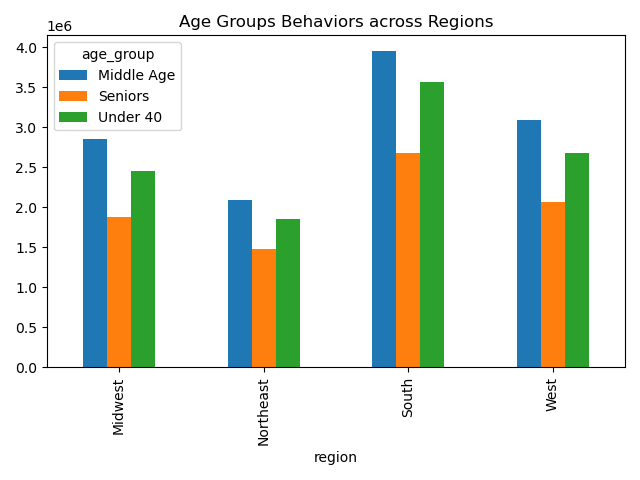 Age Groups Behaviors across Regions
1e6
age_group
Middle Age
Seniors
Under 40
4.0
3.5
3.0
2.5
2.0
1.5
1.0
0.5
0.0
Midwest
Northeast
South
West
region